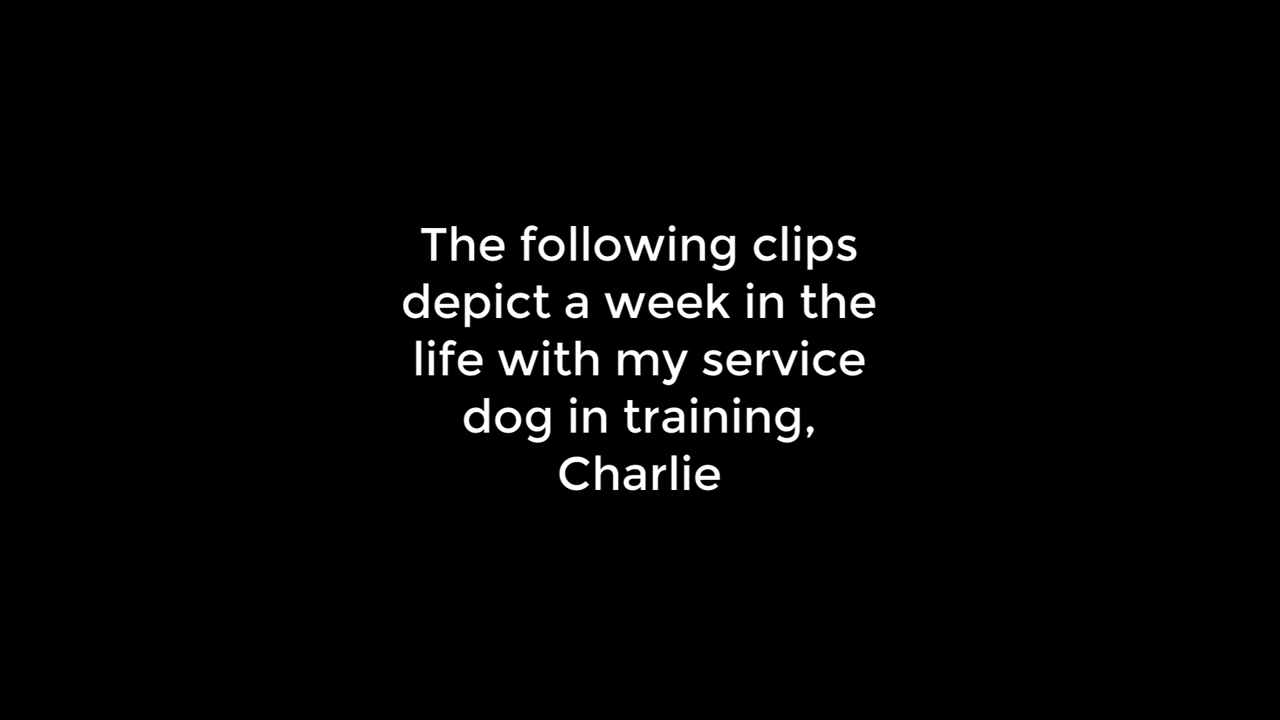 The following clips
depict a week in the
life with my service
dog in training,
Charlie